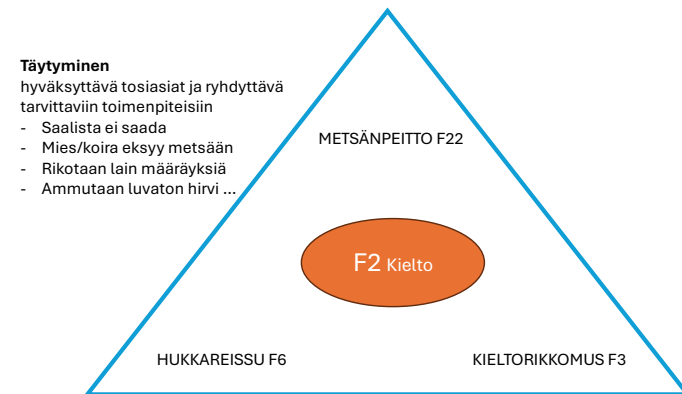 Täytyminen
hyväksyttävä tosiasiat ja ryhdyttävä
tarvittaviin toimenpiteisiin
- Saalista ei saada
- Mies/koira eksyy metsään
- Rikotaan lain määräyksiä
- Ammutaan luvaton hirvi ...
METSÄNPEITTO F22
F2 Kielto
HUKKAREISSU F6
KIELTORIKKOMUS F3